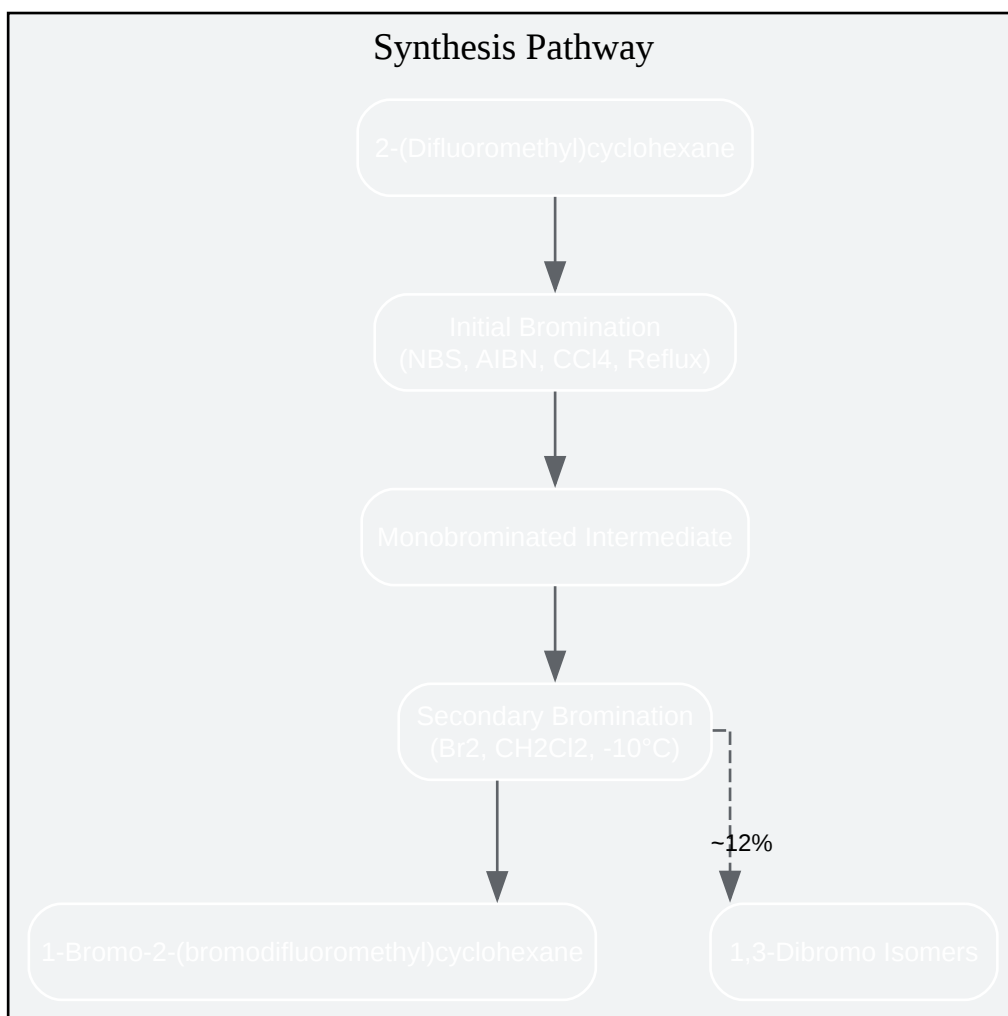 Synthesis Pathway
2-(Difluoromethyl)cyclohexane
Initial Bromination
(NBS, AIBN, CCl4, Reflux)
Monobrominated Intermediate
Secondary Bromination
(Br2, CH2Cl2, -10°C)
~12%
1-Bromo-2-(bromodifluoromethyl)cyclohexane
1,3-Dibromo Isomers